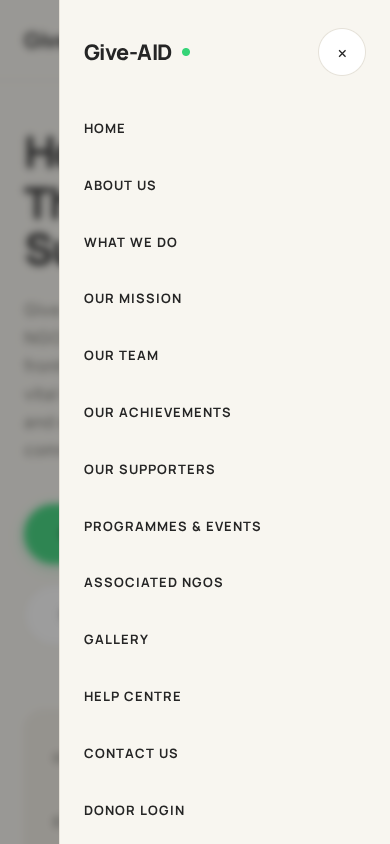 Give-AID
×
HOME
ABOUT US
WHAT WE DO
OUR MISSION
OUR TEAM
OUR ACHIEVEMENTS
OUR SUPPORTERS
PROGRAMMES & EVENTS
ASSOCIATED NGOS
GALLERY
HELP CENTRE
CONTACT US
DONOR LOGIN